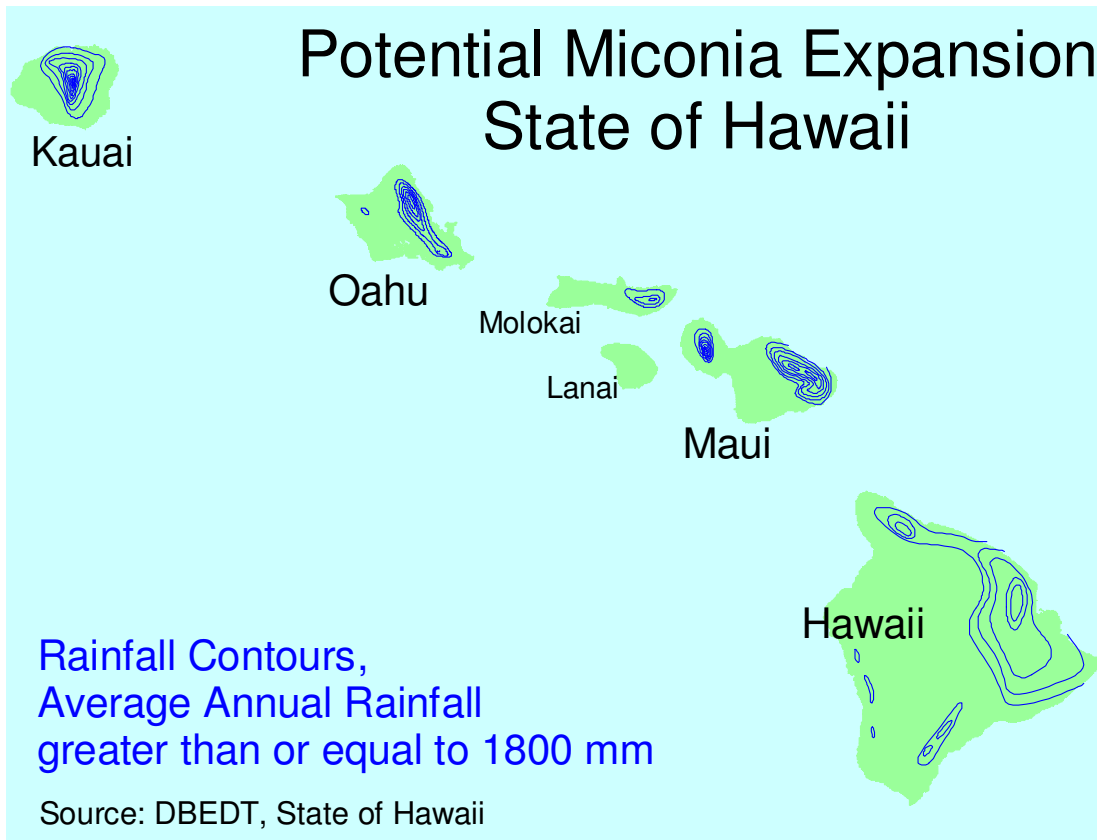 Potential Miconia Expansion
State of Hawaii
Kauai
Oahu
Molokai
Lanai
Maui
Hawaii
Rainfall Contours,
Average Annual Rainfall
greater than or equal to 1800 mm
Source: DBEDT, State of Hawaii